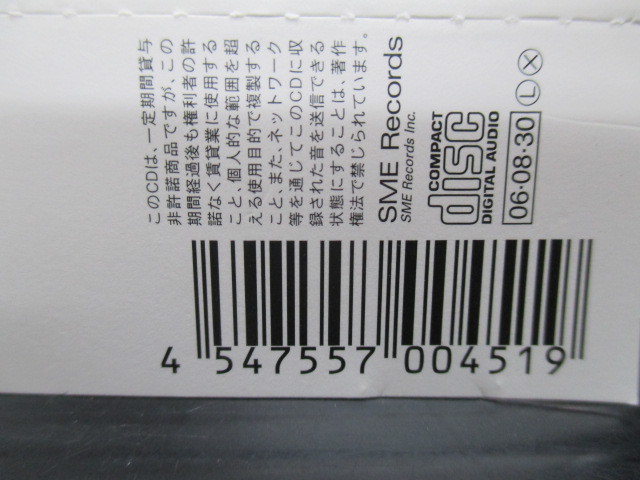 このCDは、一定期間貸与
非許諾商品ですが、この
期間経過後も権利者の許
諾なく賃貸業に使用する
こと、個人的な範囲を超
える使用目的で複製する
こと、また、ネットワーク
等を通じてこのCDに収
録された音を送信できる
状態にすることは、著作
権法で禁じられています。
SME Records
SME Records Inc.
COMPACT
disc
DIGITAL AUDIO
06·08·30 Ⓛ Ⓧ
4 547557 004519